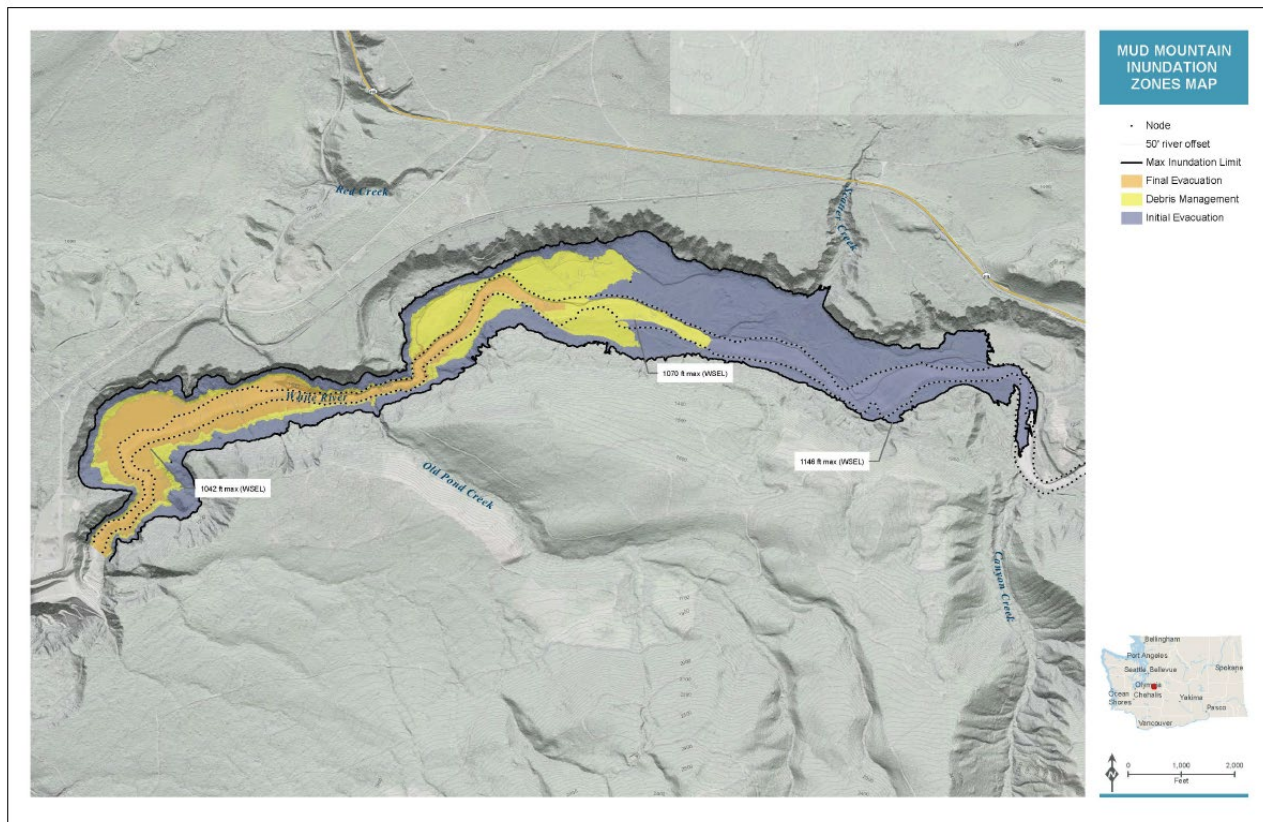 MUD MOUNTAIN
INUNDATION
ZONES MAP
Node
50' river offset
Max Inundation Limit
Final Evacuation
Debris Management
Initial Evacuation
Red Creek
Scatter Creek
White River
1070 ft max (WSEL)
1146 ft max (WSEL)
1042 ft max (WSEL)
Old Pond Creek
Canyon Creek
Bellingham
Port Angeles
Seattle
Bellevue
Spokane
Olympia
Ocean
Shores
Chehalis
Yakima
Pasco
Vancouver
N
0
1,000
2,000
Feet